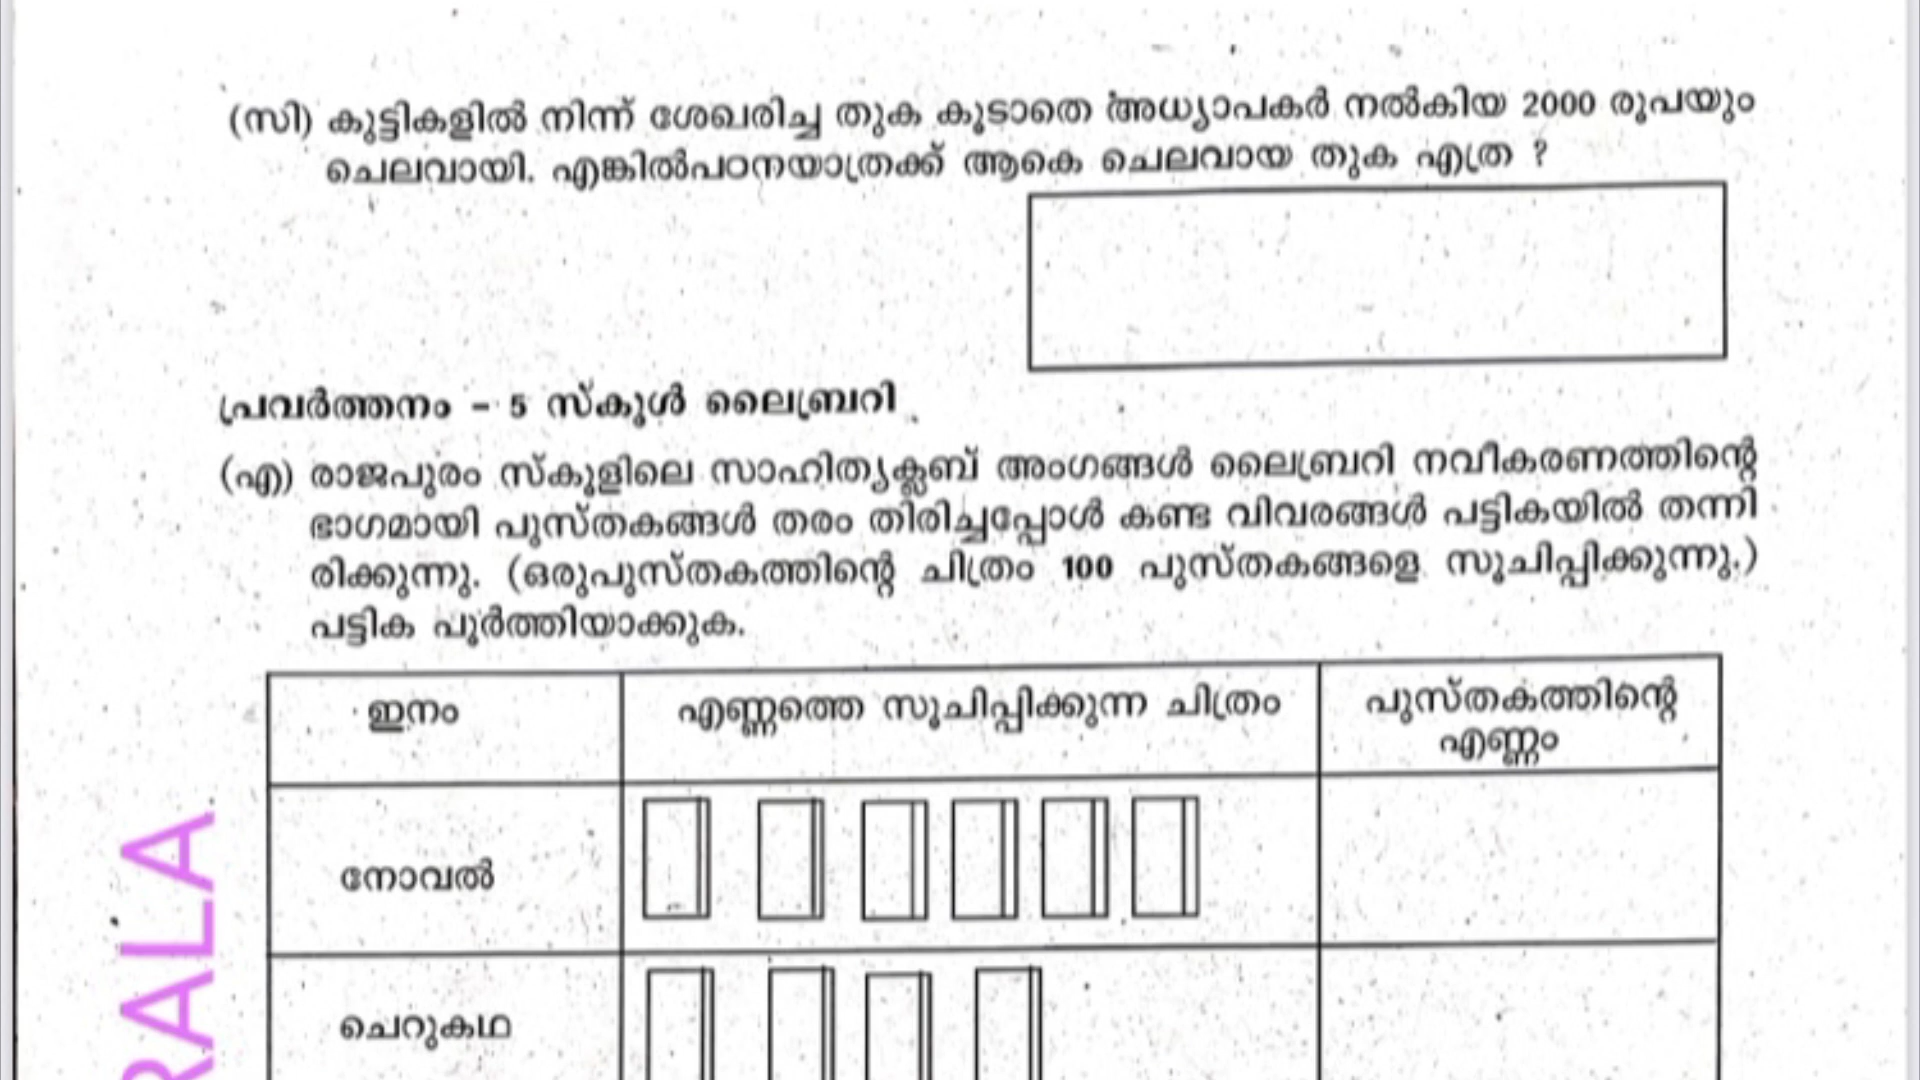 (സി) കുട്ടികളിൽ നിന്ന് ശേഖരിച്ച തുക കൂടാതെ അധ്യാപകർ നൽകിയ 2000 രൂപയും
ചെലവായി. എങ്കിൽപഠനയാത്രക്ക് ആകെ ചെലവായ തുക എത്ര ?
പ്രവർത്തനം - 5 സ്കൂൾ ലൈബ്രറി
(എ) രാജപുരം സ്കൂളിലെ സാഹിത്യക്ലബ് അംഗങ്ങൾ ലൈബ്രറി നവീകരണത്തിന്റെ
ഭാഗമായി പുസ്തകങ്ങൾ തരം തിരിച്ചപ്പോൾ കണ്ട വിവരങ്ങൾ പട്ടികയിൽ തന്നി
രിക്കുന്നു. (ഒരുപുസ്തകത്തിന്റെ ചിത്രം 100 പുസ്തകങ്ങളെ സൂചിപ്പിക്കുന്നു.)
പട്ടിക പൂർത്തിയാക്കുക.
ഇനം എണ്ണത്തെ സൂചിപ്പിക്കുന്ന ചിത്രം പുസ്തകത്തിന്റെ
എണ്ണം
നോവൽ
ചെറുകഥ
RALA